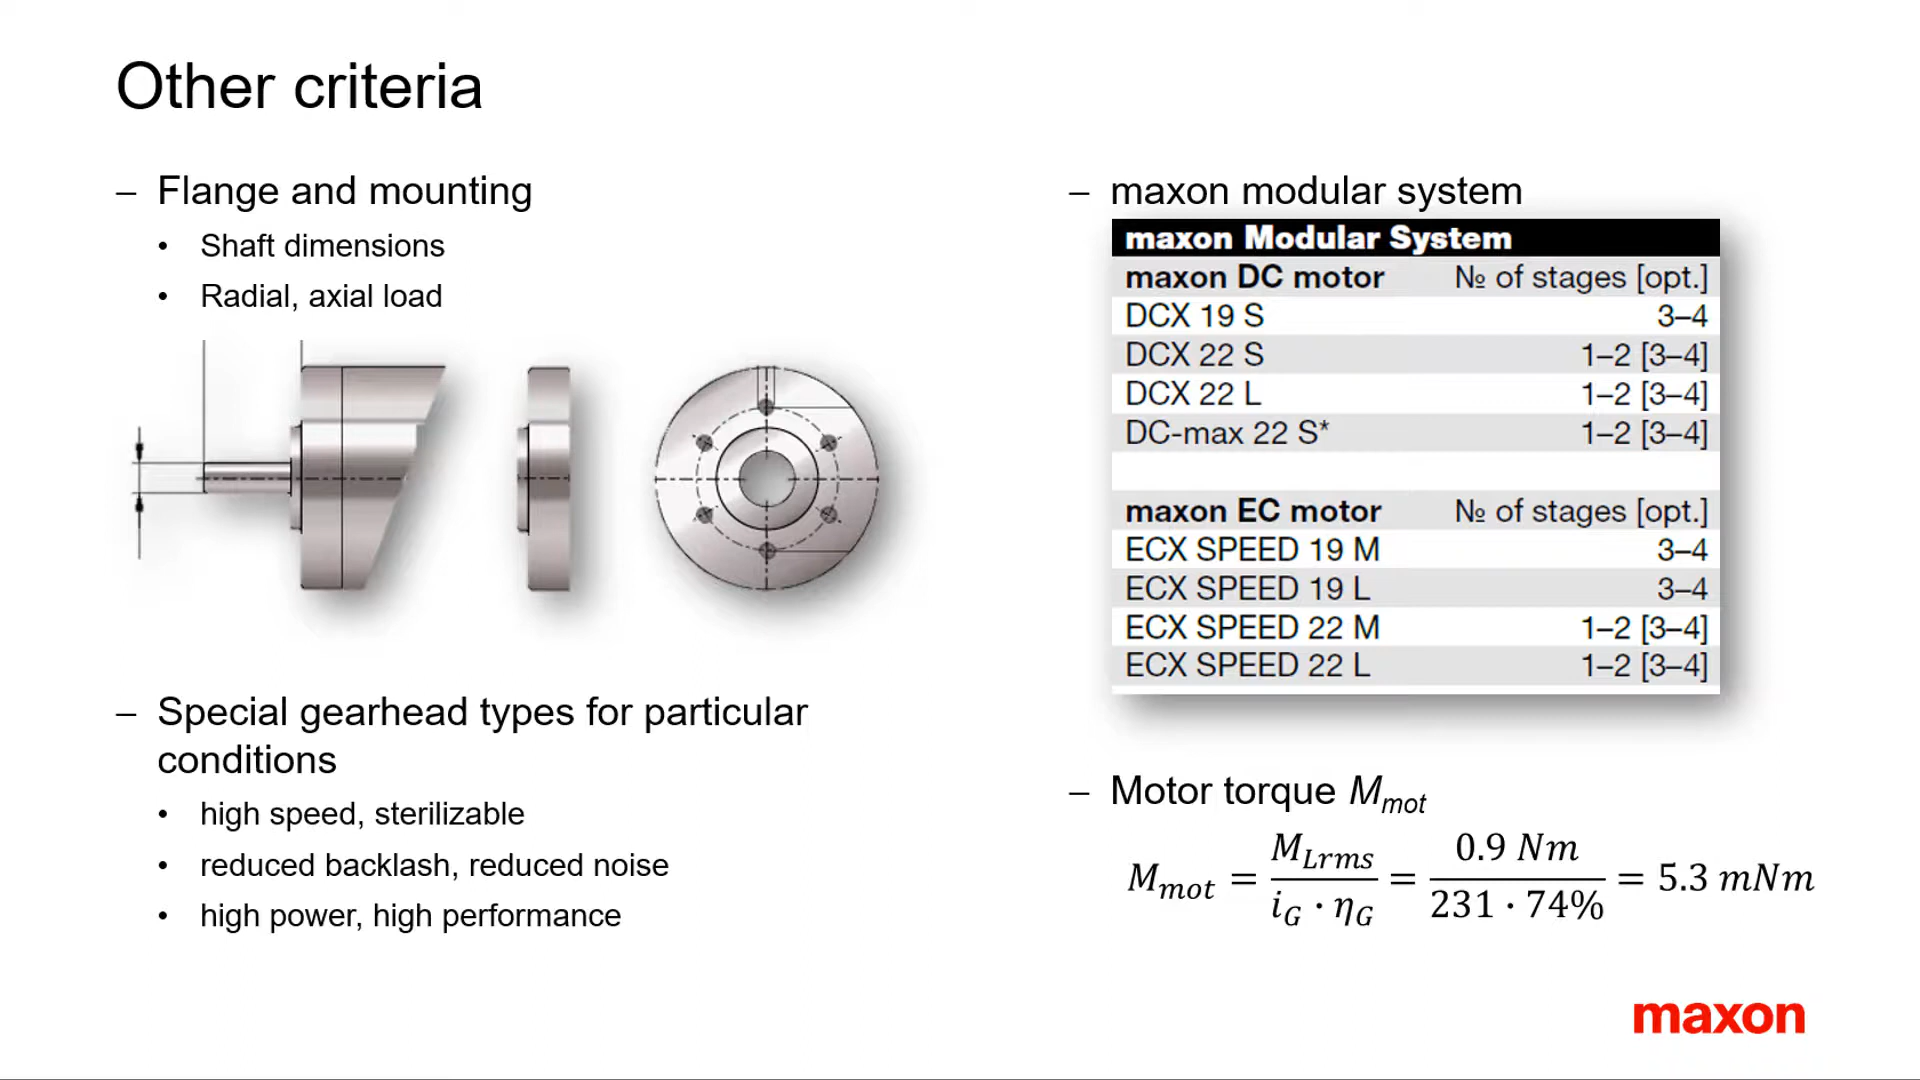 Other criteria
– Flange and mounting
• Shaft dimensions
• Radial, axial load
– Special gearhead types for particular
conditions
• high speed, sterilizable
• reduced backlash, reduced noise
• high power, high performance
– maxon modular system
maxon Modular System
maxon DC motor № of stages [opt.]
DCX 19 S 3–4
DCX 22 S 1–2 [3–4]
DCX 22 L 1–2 [3–4]
DC-max 22 S* 1–2 [3–4]
maxon EC motor № of stages [opt.]
ECX SPEED 19 M 3–4
ECX SPEED 19 L 3–4
ECX SPEED 22 M 1–2 [3–4]
ECX SPEED 22 L 1–2 [3–4]
– Motor torque M_mot
M_mot = M_Lrms / (i_G · η_G) = 0.9 Nm / (231 · 74%) = 5.3 mNm
maxon